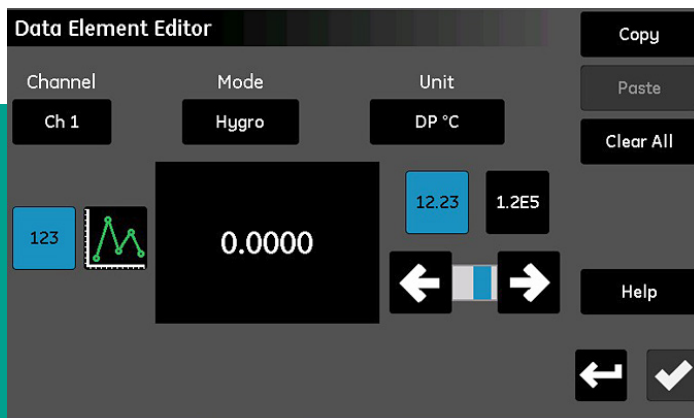 Data Element Editor
Copy
Channel
Mode
Unit
Paste
Ch 1
Hygro
DP °C
Clear All
12.23
1.2E5
123
0.0000
Help